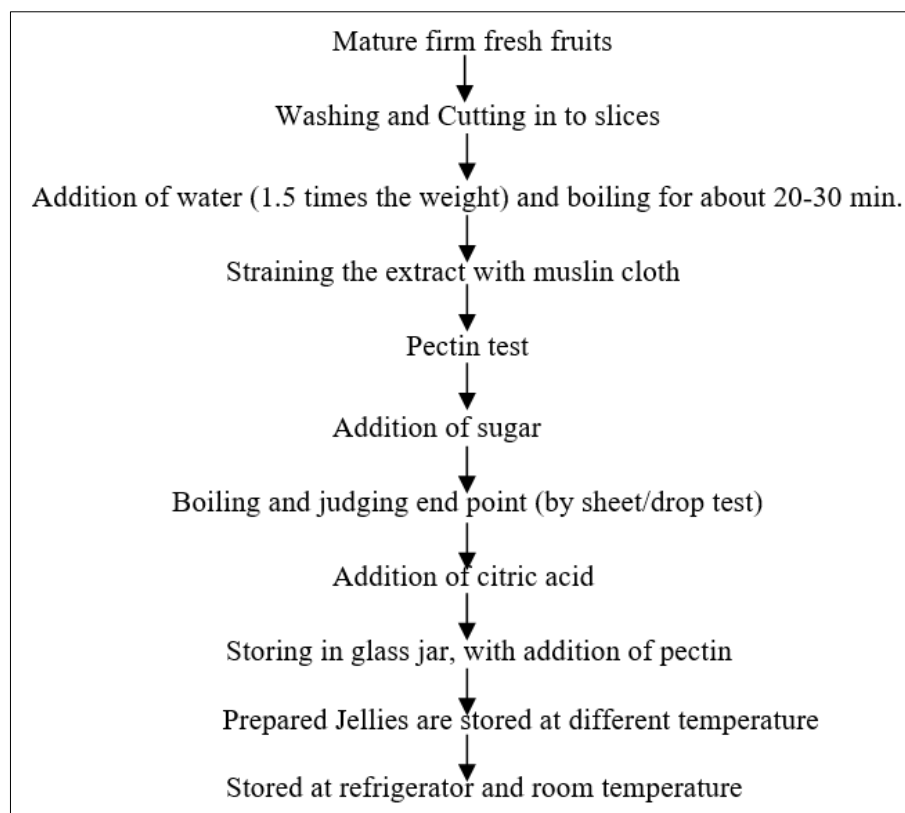 Mature firm fresh fruits
Washing and Cutting in to slices
Addition of water (1.5 times the weight) and boiling for about 20-30 min.
Straining the extract with muslin cloth
Pectin test
Addition of sugar
Boiling and judging end point (by sheet/drop test)
Addition of citric acid
Storing in glass jar, with addition of pectin
Prepared Jellies are stored at different temperature
Stored at refrigerator and room temperature